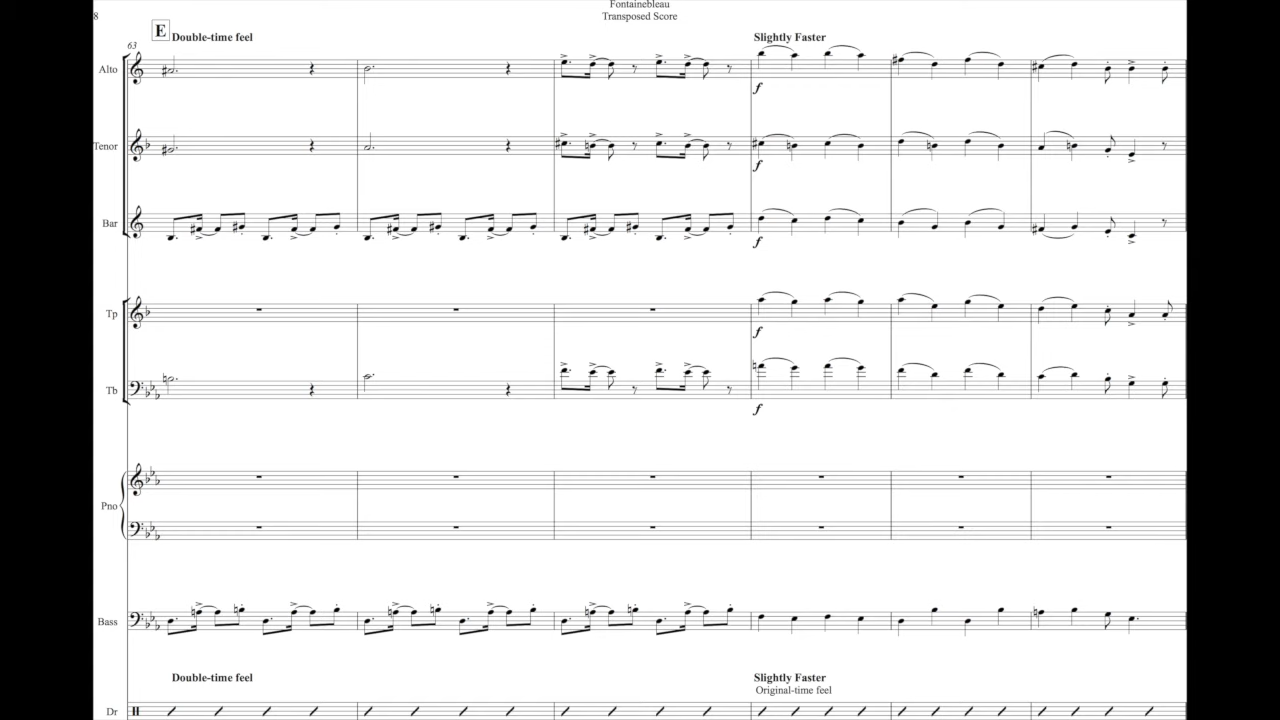 Fontainebleau
8
Transposed Score
E Double-time feel
Slightly Faster
63
Alto
f
Tenor
f
Bar
f
Tp
f
Tb
f
Pno
Bass
Double-time feel
Slightly Faster
Original-time feel
Dr